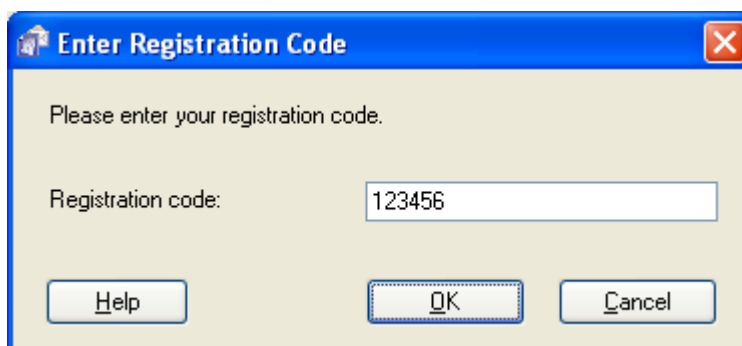 Enter Registration Code
Please enter your registration code.
Registration code: 123456
Help OK Cancel